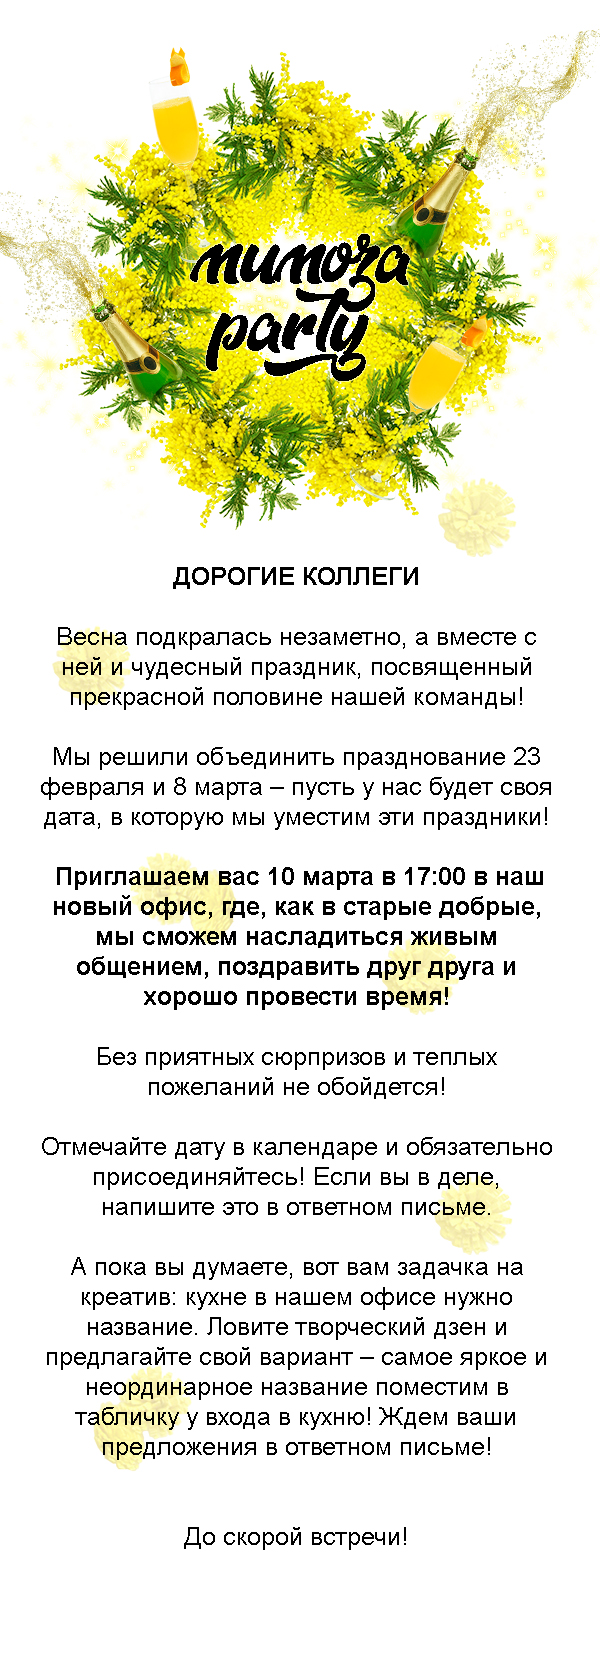 mimoza
party
ДОРОГИЕ КОЛЛЕГИ
Весна подкралась незаметно, а вместе с
ней и чудесный праздник, посвященный
прекрасной половине нашей команды!
Мы решили объединить празднование 23
февраля и 8 марта – пусть у нас будет своя
дата, в которую мы уместим эти праздники!
Приглашаем вас 10 марта в 17:00 в наш
новый офис, где, как в старые добрые,
мы сможем насладиться живым
общением, поздравить друг друга и
хорошо провести время!
Без приятных сюрпризов и теплых
пожеланий не обойдется!
Отмечайте дату в календаре и обязательно
присоединяйтесь! Если вы в деле,
напишите это в ответном письме.
А пока вы думаете, вот вам задачка на
креатив: кухне в нашем офисе нужно
название. Ловите творческий дзен и
предлагайте свой вариант – самое яркое и
неординарное название поместим в
табличку у входа в кухню! Ждем ваши
предложения в ответном письме!
До скорой встречи!